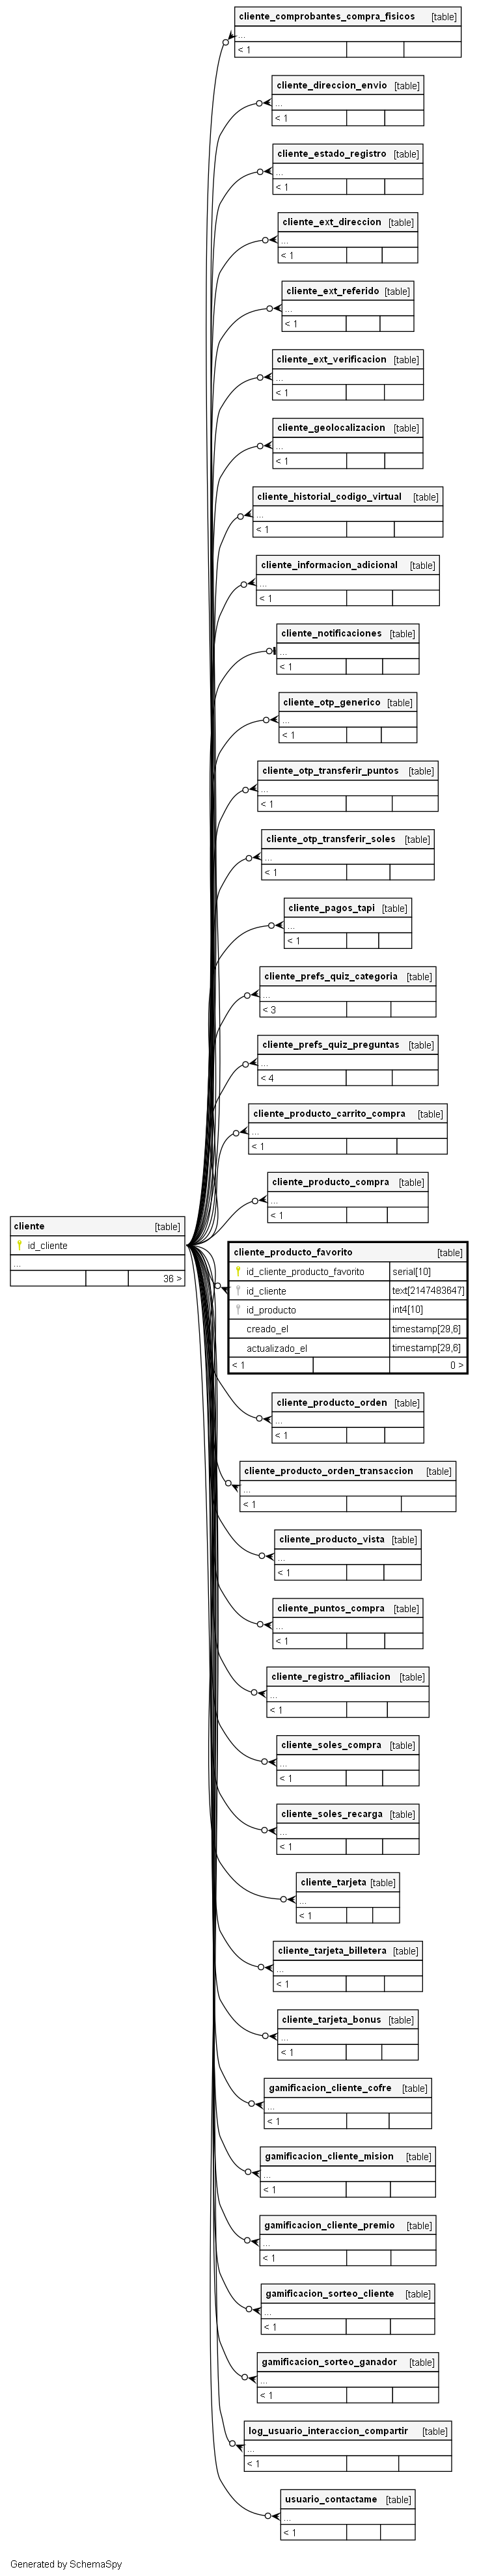 cliente_comprobantes_compra_fisicos [table]
...
< 1
cliente_direccion_envio [table]
...
< 1
cliente_estado_registro [table]
...
< 1
cliente_ext_direccion [table]
...
< 1
cliente_ext_referido [table]
...
< 1
cliente_ext_verificacion [table]
...
< 1
cliente_geolocalizacion [table]
...
< 1
cliente_historial_codigo_virtual [table]
...
< 1
cliente_informacion_adicional [table]
...
< 1
cliente_notificaciones [table]
...
< 1
cliente_otp_generico [table]
...
< 1
cliente_otp_transferir_puntos [table]
...
< 1
cliente_otp_transferir_soles [table]
...
< 1
cliente_pagos_tapi [table]
...
< 1
cliente_prefs_quiz_categoria [table]
...
< 3
cliente_prefs_quiz_preguntas [table]
...
< 4
cliente_producto_carrito_compra [table]
...
< 1
cliente_producto_compra [table]
...
< 1
cliente [table]
id_cliente
...
36 >
cliente_producto_favorito [table]
id_cliente_producto_favorito serial[10]
id_cliente text[2147483647]
id_producto int4[10]
creado_el timestamp[29,6]
actualizado_el timestamp[29,6]
< 1 0 >
cliente_producto_orden [table]
...
< 1
cliente_producto_orden_transaccion [table]
...
< 1
cliente_producto_vista [table]
...
< 1
cliente_puntos_compra [table]
...
< 1
cliente_registro_afiliacion [table]
...
< 1
cliente_soles_compra [table]
...
< 1
cliente_soles_recarga [table]
...
< 1
cliente_tarjeta [table]
...
< 1
cliente_tarjeta_billetera [table]
...
< 1
cliente_tarjeta_bonus [table]
...
< 1
gamificacion_cliente_cofre [table]
...
< 1
gamificacion_cliente_mision [table]
...
< 1
gamificacion_cliente_premio [table]
...
< 1
gamificacion_sorteo_cliente [table]
...
< 1
gamificacion_sorteo_ganador [table]
...
< 1
log_usuario_interaccion_compartir [table]
...
< 1
usuario_contactame [table]
...
< 1
Generated by SchemaSpy